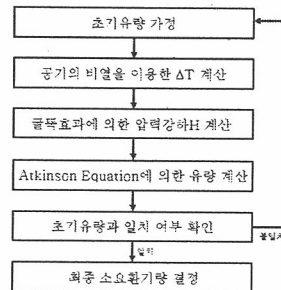 초기유량 가정
공기의 비열을 이용한 ΔT 계산
굴뚝효과에 의한 압력강하H 계산
Atkinson Equation에 의한 유량 계산
초기유량과 일치 여부 확인
불일치
일치
최종 소요환기량 결정